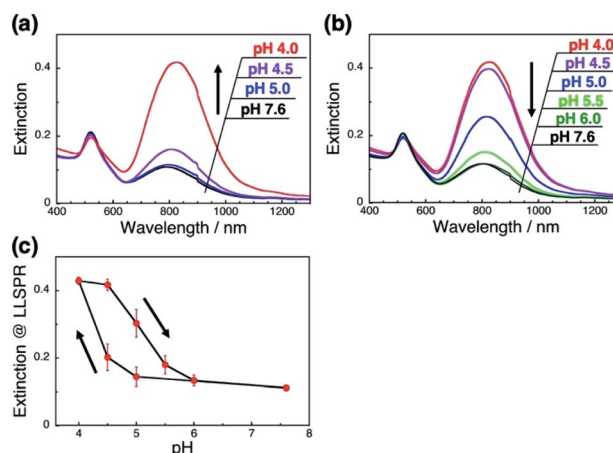 (a)
Extinction
0.4
0.2
0
pH 4.0
pH 4.5
pH 5.0
pH 7.6
400 600 800 1000 1200
Wavelength / nm
(b)
0.4
0.2
0
pH 4.0
pH 4.5
pH 5.0
pH 5.5
pH 6.0
pH 7.6
400 600 800 1000 1200
Wavelength / nm
(c)
Extinction @ LLSPR
0.4
0.2
0
4 5 6 7 8
pH